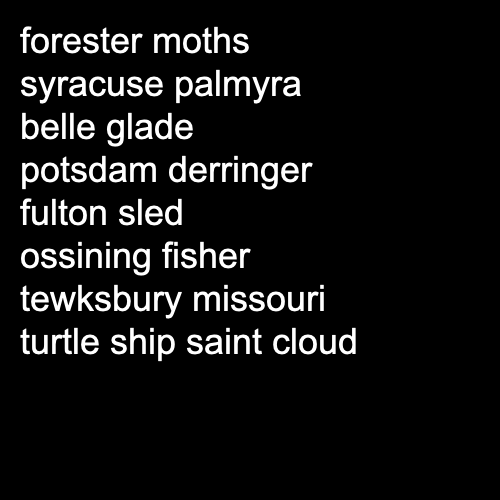 forester moths
syracuse palmyra
belle glade
potsdam derringer
fulton sled
ossining fisher
tewksbury missouri
turtle ship saint cloud